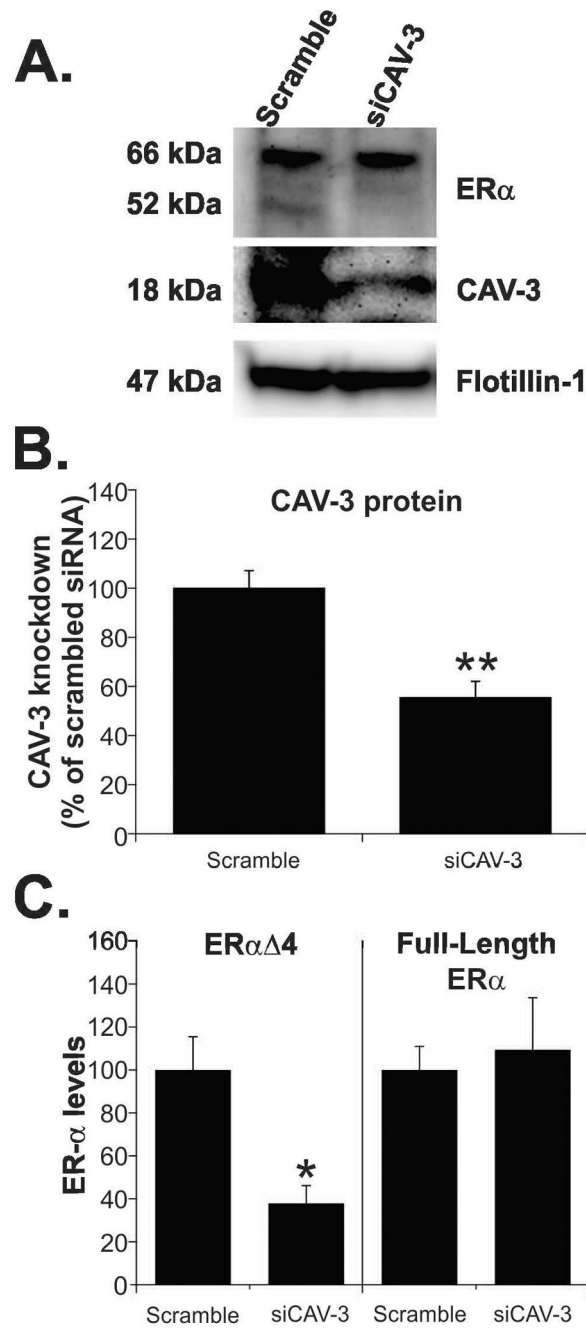 A.
Scramble
siCAV-3
66 kDa
52 kDa
ERα
18 kDa
CAV-3
47 kDa
Flotillin-1
B.
CAV-3 protein
CAV-3 knockdown
(% of scrambled siRNA)
140
120
100
80
60
40
20
0
**
Scramble
siCAV-3
C.
ERαΔ4
Full-Length
ERα
ER-α levels
160
140
120
100
80
60
40
20
0
*
Scramble
siCAV-3
Scramble
siCAV-3